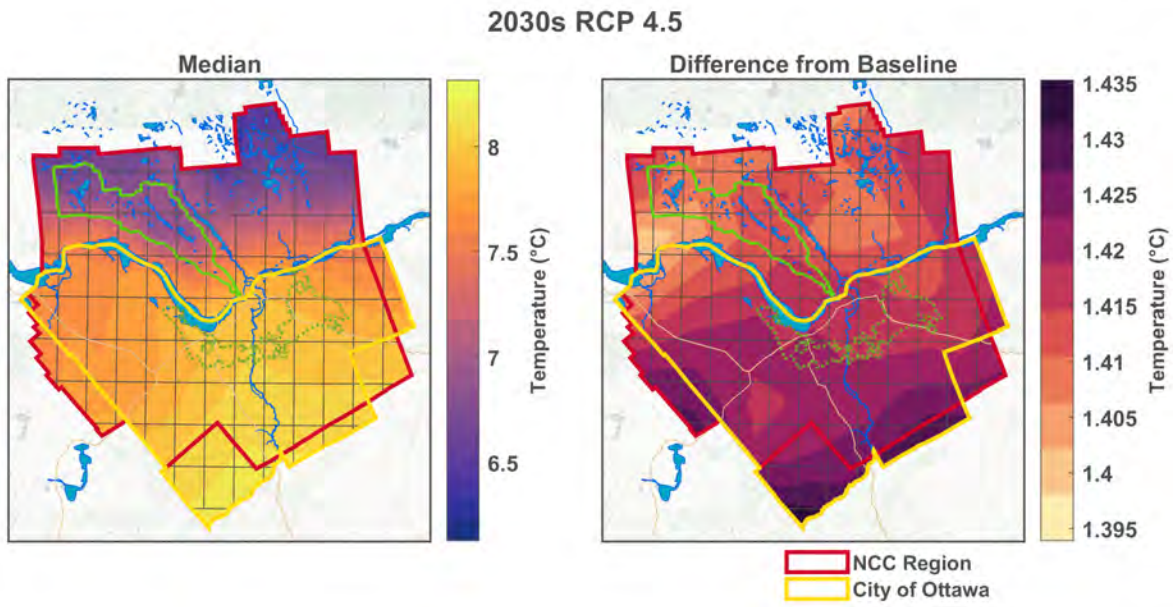 2030s RCP 4.5
Median
8
7.5
7
6.5
Temperature (°C)
Difference from Baseline
1.435
1.43
1.425
1.42
1.415
1.41
1.405
1.4
1.395
Temperature (°C)
NCC Region
City of Ottawa